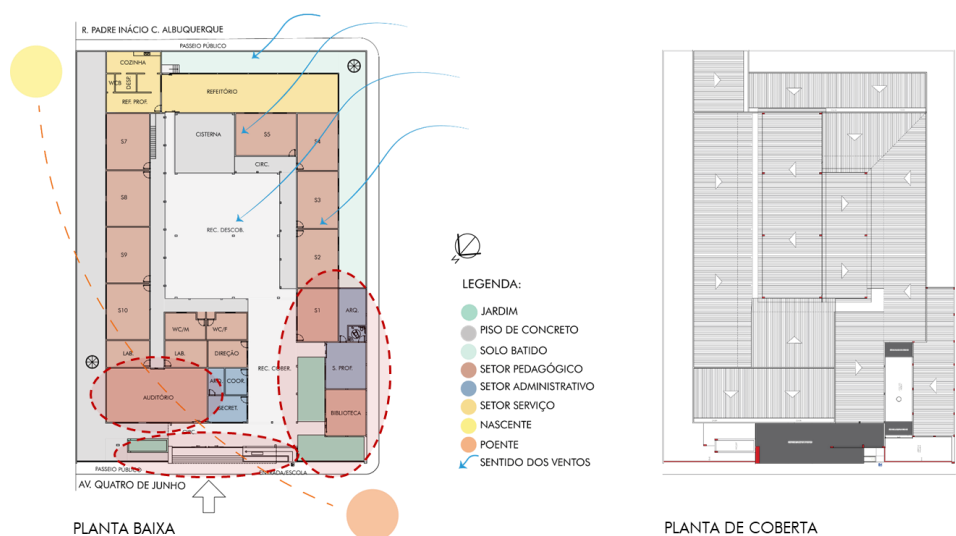 R. PADRE INÁCIO C. ALBUQUERQUE
PASSEIO PÚBLICO
COZINHA
WCB
DESP.
REF. PROF.
REFEITÓRIO
CISTERNA
S5
S4
S7
CIRC.
S8
S3
REC. DESCOB.
S9
S2
S10
S1
ARQ.
WC/M
WC/F
LAB.
LAB.
DIREÇÃO
REC. COBER.
S. PROF.
ARQ.
COOR.
AUDITÓRIO
SECRET.
BIBLIOTECA
CIRC.
PASSEIO PÚBLICO
AV. QUATRO DE JUNHO
PLANTA BAIXA
LEGENDA:
JARDIM
PISO DE CONCRETO
SOLO BATIDO
SETOR PEDAGÓGICO
SETOR ADMINISTRATIVO
SETOR SERVIÇO
NASCENTE
POENTE
SENTIDO DOS VENTOS
PLANTA DE COBERTA